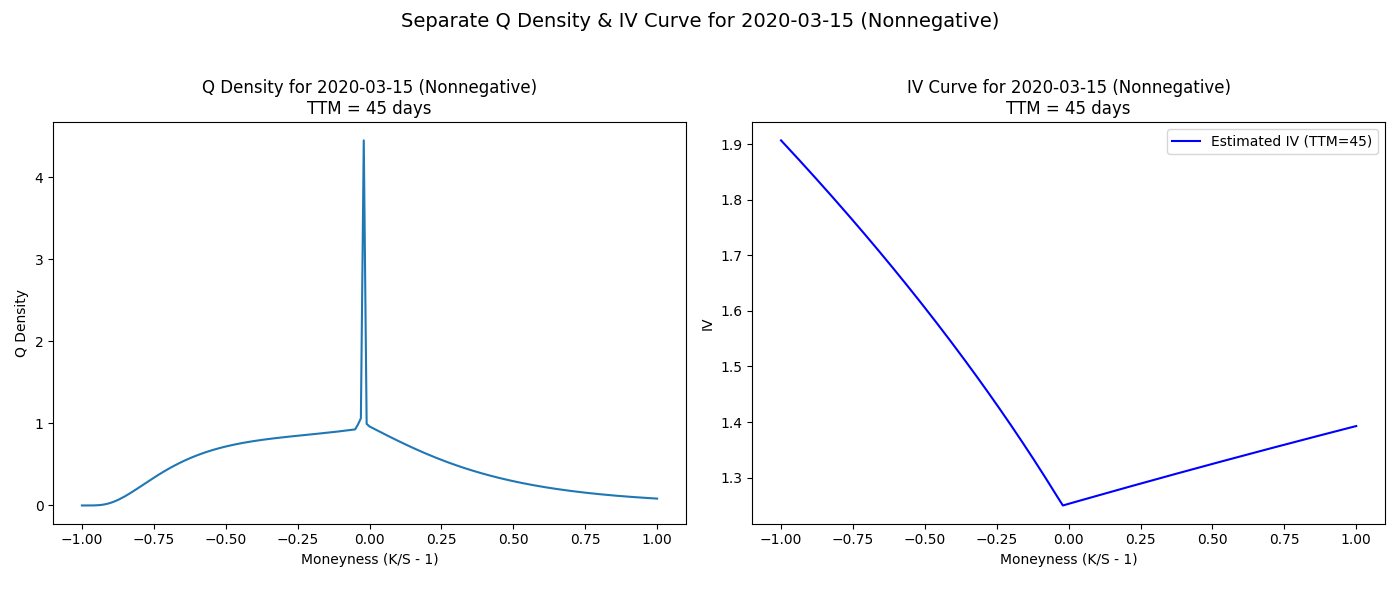 Separate Q Density & IV Curve for 2020-03-15 (Nonnegative)
Q Density for 2020-03-15 (Nonnegative)
TTM = 45 days
Q Density
4
3
2
1
0
−1.00 −0.75 −0.50 −0.25 0.00 0.25 0.50 0.75 1.00
Moneyness (K/S - 1)
IV Curve for 2020-03-15 (Nonnegative)
TTM = 45 days
Estimated IV (TTM=45)
IV
1.9
1.8
1.7
1.6
1.5
1.4
1.3
−1.00 −0.75 −0.50 −0.25 0.00 0.25 0.50 0.75 1.00
Moneyness (K/S - 1)